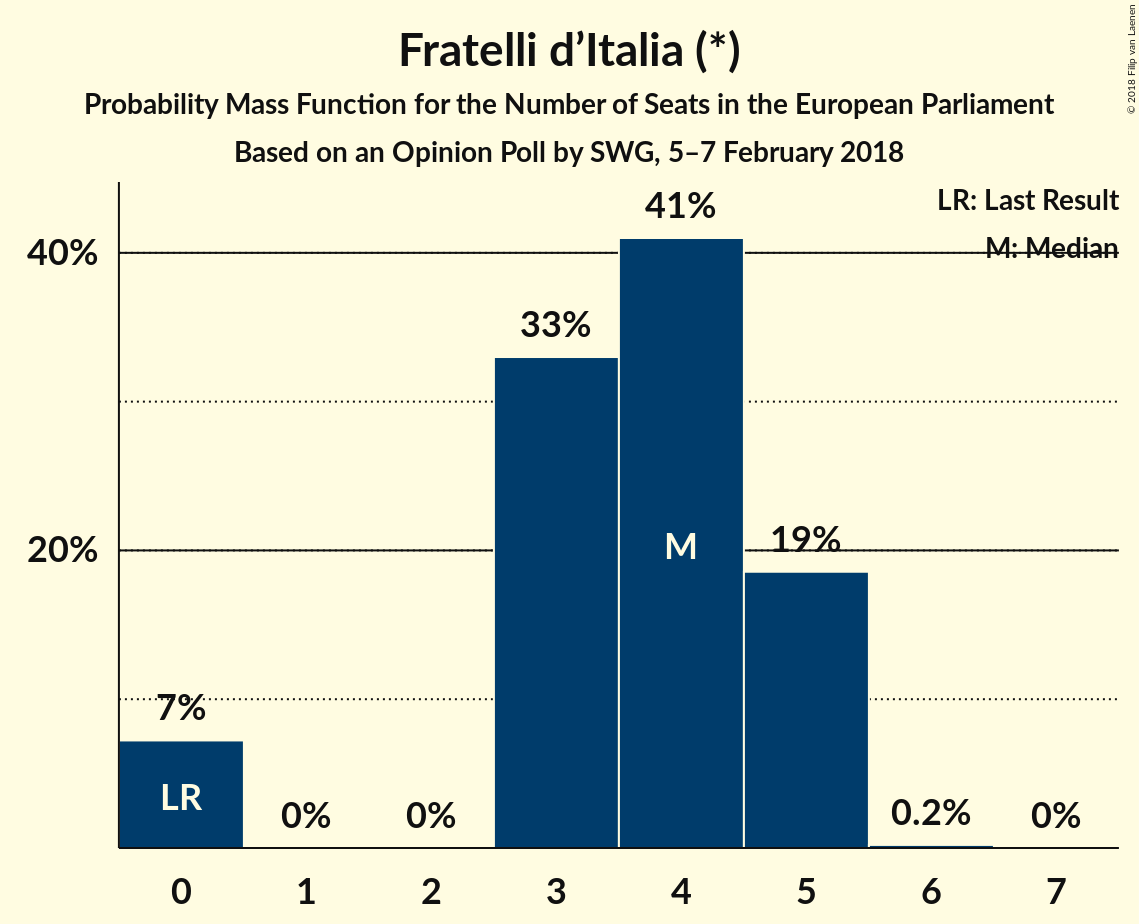 Fratelli d’Italia (*)
Probability Mass Function for the Number of Seats in the European Parliament
Based on an Opinion Poll by SWG, 5–7 February 2018
© 2018 Filip van Laenen
LR: Last Result
M: Median
40%
20%
7%
0%
0%
33%
41%
19%
0.2%
0%
LR
M
0 1 2 3 4 5 6 7